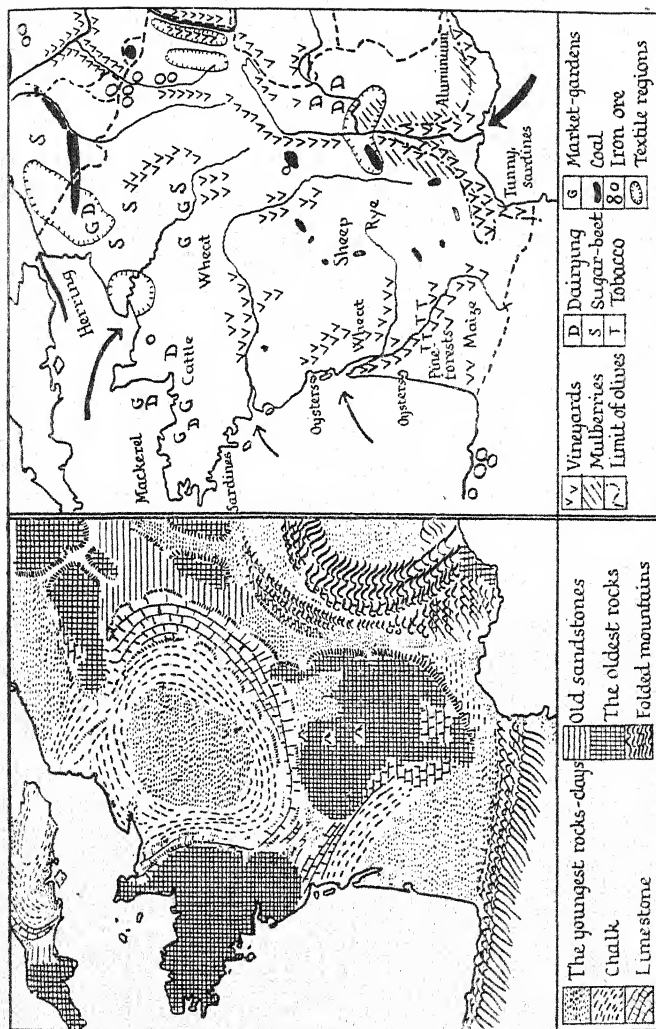 Herring
Mackerel
Sardines
Cattle
D
G
D
G
D
G
D
G
D
S
S
S
S
G
G
S
Wheat
Oysters
Oysters
Wheat
Sheep
Rye
T T
T T
Pine-
forests
Maize
D
D
D
D
Aluminium
Tunny,
sardines
Vineyards
Mulberries
Limit of olives
D Dairying
S Sugar-beet
T Tobacco
G Market-gardens
Coal
Iron ore
Textile regions
The youngest rocks-clays
Chalk
Limestone
Old sandstones
The oldest rocks
Folded mountains